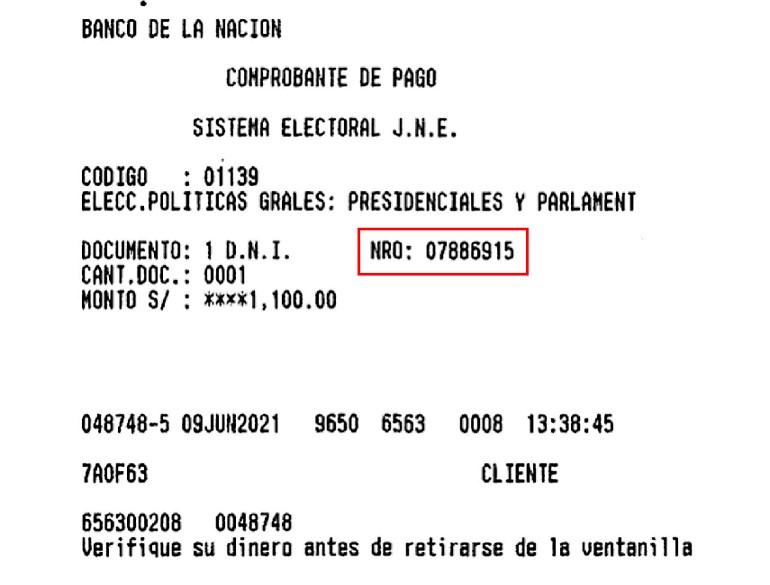 BANCO DE LA NACION
COMPROBANTE DE PAGO
SISTEMA ELECTORAL J.N.E.
CODIGO : 01139
ELECC.POLITICAS GRALES: PRESIDENCIALES Y PARLAMENT
DOCUMENTO: 1 D.N.I. NRO: 07886915
CANT.DOC.: 0001
MONTO S/ : ****1,100.00
048748-5 09JUN2021 9650 6563 0008 13:38:45
7A0F63 CLIENTE
656300208 0048748
Verifique su dinero antes de retirarse de la ventanilla